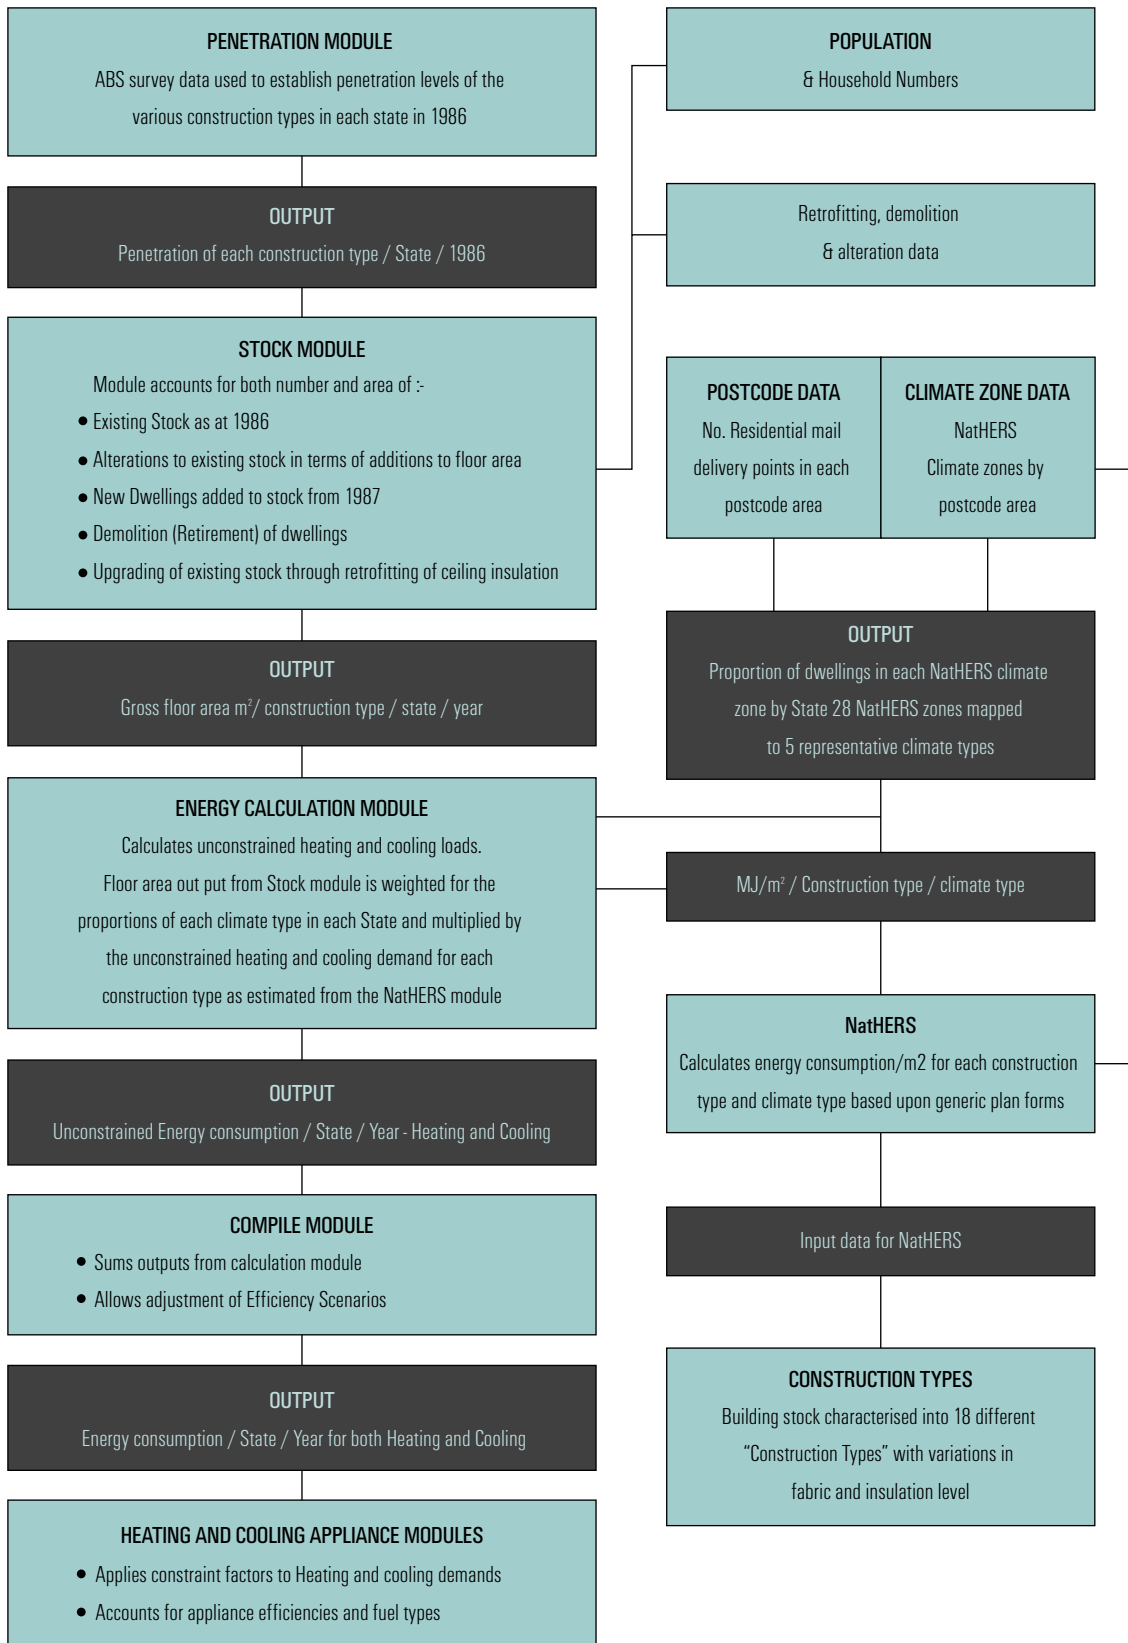 PENETRATION MODULE
ABS survey data used to establish penetration levels of the
various construction types in each state in 1986
OUTPUT
Penetration of each construction type / State / 1986
STOCK MODULE
Module accounts for both number and area of :-
● Existing Stock as at 1986
● Alterations to existing stock in terms of additions to floor area
● New Dwellings added to stock from 1987
● Demolition (Retirement) of dwellings
● Upgrading of existing stock through retrofitting of ceiling insulation
OUTPUT
Gross floor area m²/ construction type / state / year
ENERGY CALCULATION MODULE
Calculates unconstrained heating and cooling loads.
Floor area out put from Stock module is weighted for the
proportions of each climate type in each State and multiplied by
the unconstrained heating and cooling demand for each
construction type as estimated from the NatHERS module
OUTPUT
Unconstrained Energy consumption / State / Year - Heating and Cooling
COMPILE MODULE
● Sums outputs from calculation module
● Allows adjustment of Efficiency Scenarios
OUTPUT
Energy consumption / State / Year for both Heating and Cooling
HEATING AND COOLING APPLIANCE MODULES
● Applies constraint factors to Heating and cooling demands
● Accounts for appliance efficiencies and fuel types
POPULATION
& Household Numbers
Retrofitting, demolition
& alteration data
POSTCODE DATA
No. Residential mail
delivery points in each
postcode area
CLIMATE ZONE DATA
NatHERS
Climate zones by
postcode area
OUTPUT
Proportion of dwellings in each NatHERS climate
zone by State 28 NatHERS zones mapped
to 5 representative climate types
MJ/m² / Construction type / climate type
NatHERS
Calculates energy consumption/m2 for each construction
type and climate type based upon generic plan forms
Input data for NatHERS
CONSTRUCTION TYPES
Building stock characterised into 18 different
“Construction Types” with variations in
fabric and insulation level